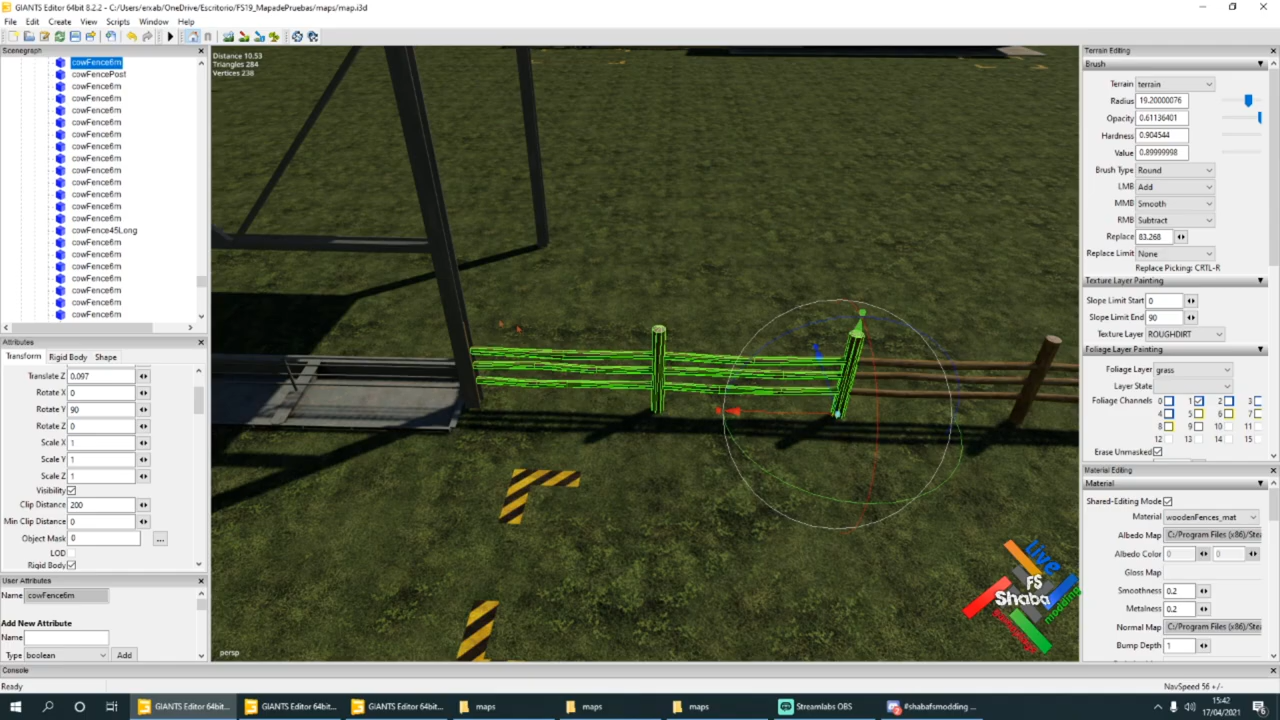 GIANTS Editor 64bit 8.2.2 - C:/Users/erxab/OneDrive/Escritorio/FS19_MapadePruebas/maps/map.i3d
File Edit Create View Scripts Window Help
Scenegraph
cowFence6m
cowFencePost
cowFence6m
cowFence6m
cowFence6m
cowFence6m
cowFence6m
cowFence6m
cowFence6m
cowFence6m
cowFence6m
cowFence6m
cowFence6m
cowFence6m
cowFence45Long
cowFence6m
cowFence6m
cowFence6m
cowFence6m
cowFence6m
cowFence6m
cowFence6m
Attributes
Transform Rigid Body Shape
Translate Z 0.097
Rotate X 0
Rotate Y 90
Rotate Z 0
Scale X 1
Scale Y 1
Scale Z 1
Visibility
Clip Distance 200
Min Clip Distance 0
Object Mask 0 ...
LOD
Rigid Body
User Attributes
Name cowFence6m
Add New Attribute
Name
Type boolean Add
Console
Ready
Distance 10.53
Triangles 284
Vertices 238
persp
Live
FS
Shaba
modding
Terrain Editing
Brush
Terrain terrain
Radius 19.20000076
Opacity 0.61136401
Hardness 0.904544
Value 0.89999998
Brush Type Round
LMB Add
MMB Smooth
RMB Subtract
Replace 83.268
Replace Limit None
Replace Picking: CRTL-R
Texture Layer Painting
Slope Limit Start 0
Slope Limit End 90
Texture Layer ROUGHDIRT
Foliage Layer Painting
Foliage Layer grass
Layer State
Foliage Channels 0 1 2 3
4 5 6 7
8 9 10 11
12 13 14 15
Erase Unmasked
Material Editing
Material
Shared-Editing Mode
Material woodenFences_mat
Albedo Map C:/Program Files (x86)/Ste
Albedo Color 0 0
Gloss Map
Smoothness 0.2
Metalness 0.2
Normal Map C:/Program Files (x86)/Ste
Bump Depth 1
NavSpeed 56 +/-
GIANTS Editor 64bit... GIANTS Editor 64bit... GIANTS Editor 64bit... maps maps maps Streamlabs OBS #shabafsmodding ...
15:42
17/04/2021
6